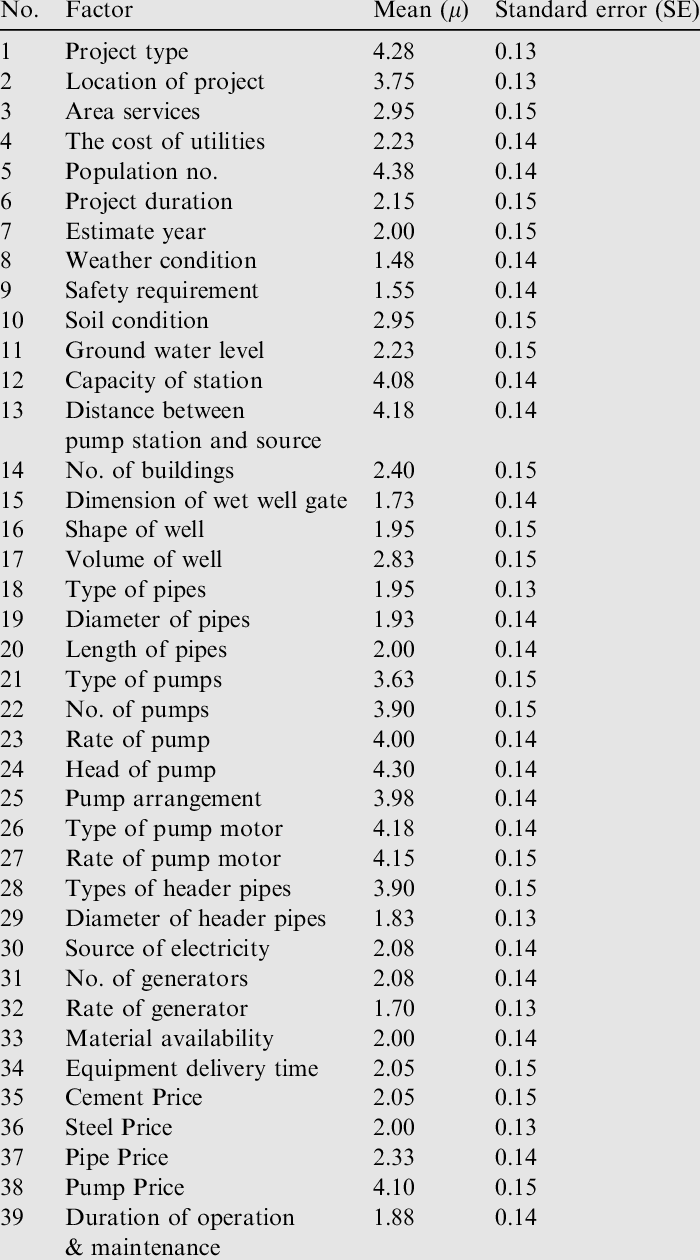 No. Factor Mean (μ) Standard error (SE)
1 Project type 4.28 0.13
2 Location of project 3.75 0.13
3 Area services 2.95 0.15
4 The cost of utilities 2.23 0.14
5 Population no. 4.38 0.14
6 Project duration 2.15 0.15
7 Estimate year 2.00 0.15
8 Weather condition 1.48 0.14
9 Safety requirement 1.55 0.14
10 Soil condition 2.95 0.15
11 Ground water level 2.23 0.15
12 Capacity of station 4.08 0.14
13 Distance between 4.18 0.14
pump station and source
14 No. of buildings 2.40 0.15
15 Dimension of wet well gate 1.73 0.14
16 Shape of well 1.95 0.15
17 Volume of well 2.83 0.15
18 Type of pipes 1.95 0.13
19 Diameter of pipes 1.93 0.14
20 Length of pipes 2.00 0.14
21 Type of pumps 3.63 0.15
22 No. of pumps 3.90 0.15
23 Rate of pump 4.00 0.14
24 Head of pump 4.30 0.14
25 Pump arrangement 3.98 0.14
26 Type of pump motor 4.18 0.14
27 Rate of pump motor 4.15 0.15
28 Types of header pipes 3.90 0.15
29 Diameter of header pipes 1.83 0.13
30 Source of electricity 2.08 0.14
31 No. of generators 2.08 0.14
32 Rate of generator 1.70 0.13
33 Material availability 2.00 0.14
34 Equipment delivery time 2.05 0.15
35 Cement Price 2.05 0.15
36 Steel Price 2.00 0.13
37 Pipe Price 2.33 0.14
38 Pump Price 4.10 0.15
39 Duration of operation 1.88 0.14
& maintenance